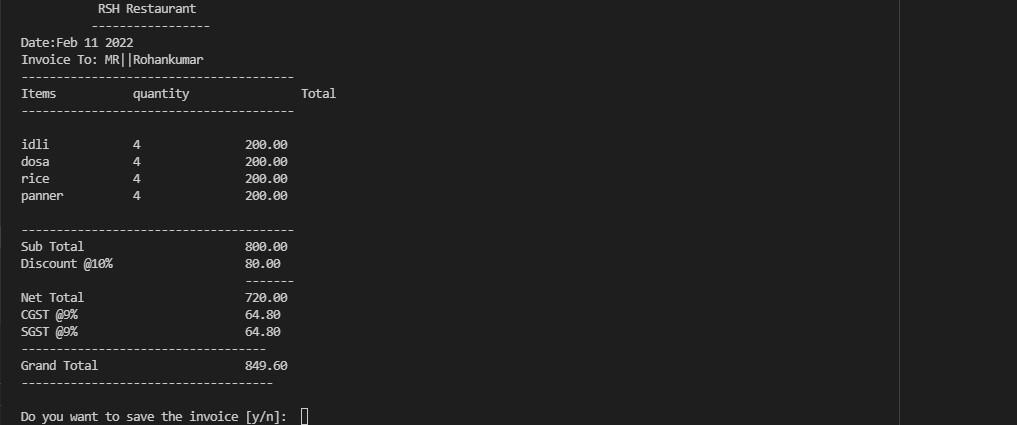 RSH Restaurant
-----------------
Date:Feb 11 2022
Invoice To: MR||Rohankumar
---------------------------------------
Items quantity Total
---------------------------------------
idli 4 200.00
dosa 4 200.00
rice 4 200.00
panner 4 200.00
---------------------------------------
Sub Total 800.00
Discount @10% 80.00
-------
Net Total 720.00
CGST @9% 64.80
SGST @9% 64.80
-----------------------------------
Grand Total 849.60
------------------------------------
Do you want to save the invoice [y/n]: